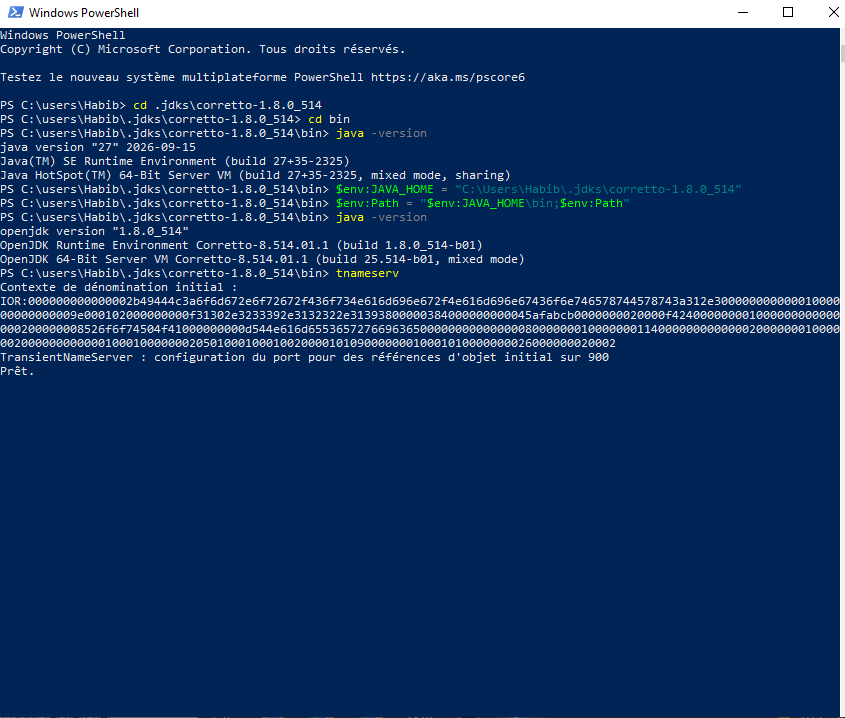 Windows PowerShell
Windows PowerShell
Copyright (C) Microsoft Corporation. Tous droits réservés.
Testez le nouveau système multiplateforme PowerShell https://aka.ms/pscore6
PS C:\users\Habib> cd .jdks\corretto-1.8.0_514
PS C:\users\Habib\.jdks\corretto-1.8.0_514> cd bin
PS C:\users\Habib\.jdks\corretto-1.8.0_514\bin> java -version
java version "27" 2026-09-15
Java(TM) SE Runtime Environment (build 27+35-2325)
Java HotSpot(TM) 64-Bit Server VM (build 27+35-2325, mixed mode, sharing)
PS C:\users\Habib\.jdks\corretto-1.8.0_514\bin> $env:JAVA_HOME = "C:\Users\Habib\.jdks\corretto-1.8.0_514"
PS C:\users\Habib\.jdks\corretto-1.8.0_514\bin> $env:Path = "$env:JAVA_HOME\bin;$env:Path"
PS C:\users\Habib\.jdks\corretto-1.8.0_514\bin> java -version
openjdk version "1.8.0_514"
OpenJDK Runtime Environment Corretto-8.514.01.1 (build 1.8.0_514-b01)
OpenJDK 64-Bit Server VM Corretto-8.514.01.1 (build 25.514-b01, mixed mode)
PS C:\users\Habib\.jdks\corretto-1.8.0_514\bin> tnameserv
Contexte de dénomination initial :
TransientNameServer : configuration du port pour des références d'objet initial sur 900
Prêt.